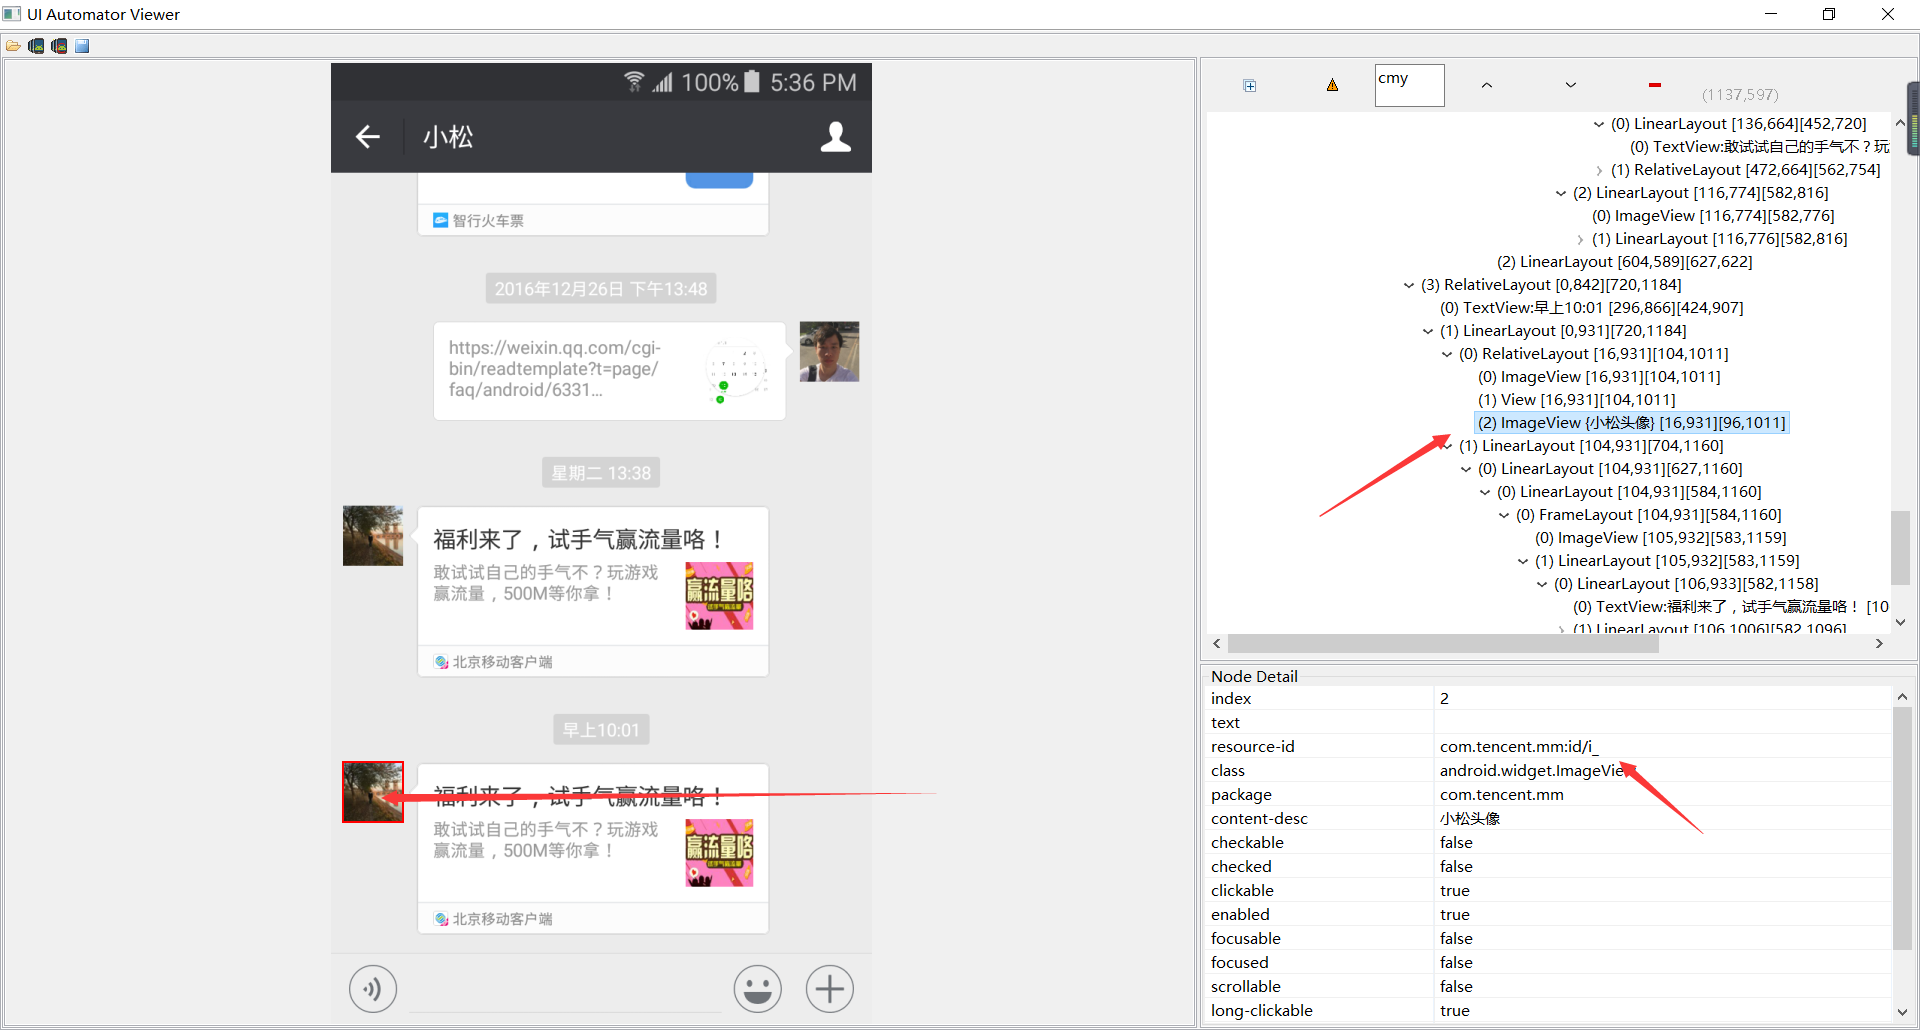 UI Automator Viewer
100% 5:36 PM
小松
智行火车票
2016年12月26日 下午13:48
https://weixin.qq.com/cgi-
bin/readtemplate?t=page/
faq/android/6331...
星期二 13:38
福利来了，试手气赢流量咯！
敢试试自己的手气不？玩游戏
赢流量，500M等你拿！
赢流量咯
试手气赢流量
北京移动客户端
早上10:01
福利来了，试手气赢流量咯！
敢试试自己的手气不？玩游戏
赢流量，500M等你拿！
赢流量咯
试手气赢流量
北京移动客户端
cmy
(1137,597)
(0) LinearLayout [136,664][452,720]
(0) TextView:敢试试自己的手气不？玩
(1) RelativeLayout [472,664][562,754]
(2) LinearLayout [116,774][582,816]
(0) ImageView [116,774][582,776]
(1) LinearLayout [116,776][582,816]
(2) LinearLayout [604,589][627,622]
(3) RelativeLayout [0,842][720,1184]
(0) TextView:早上10:01 [296,866][424,907]
(1) LinearLayout [0,931][720,1184]
(0) RelativeLayout [16,931][104,1011]
(0) ImageView [16,931][104,1011]
(1) View [16,931][104,1011]
(2) ImageView {小松头像} [16,931][96,1011]
(1) LinearLayout [104,931][704,1160]
(0) LinearLayout [104,931][627,1160]
(0) LinearLayout [104,931][584,1160]
(0) FrameLayout [104,931][584,1160]
(0) ImageView [105,932][583,1159]
(1) LinearLayout [105,932][583,1159]
(0) LinearLayout [106,933][582,1158]
(0) TextView:福利来了，试手气赢流量咯！ [10
(1) LinearLayout [106,1006][582,1096]
Node Detail
index 2
text
resource-id com.tencent.mm:id/i_
class android.widget.ImageVie
package com.tencent.mm
content-desc 小松头像
checkable false
checked false
clickable true
enabled true
focusable false
focused false
scrollable false
long-clickable true